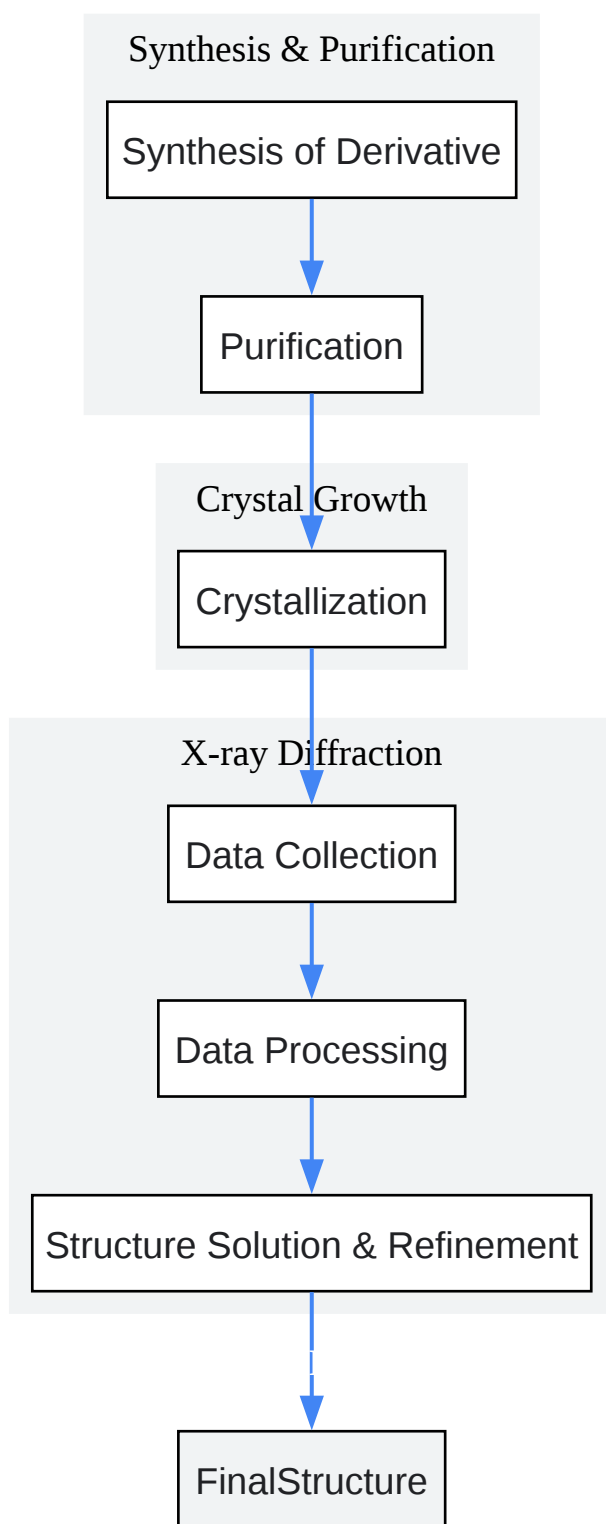 Synthesis & Purification
Synthesis of Derivative
Purification
Crystal Growth
Crystallization
X-ray Diffraction
Data Collection
Data Processing
Structure Solution & Refinement
FinalStructure